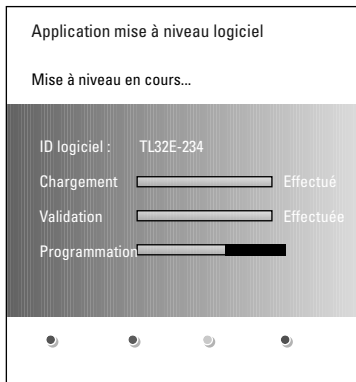 Application mise à niveau logiciel
Mise à niveau en cours...
ID logiciel : TL32E-234
Chargement Effectué
Validation Effectuée
Programmation